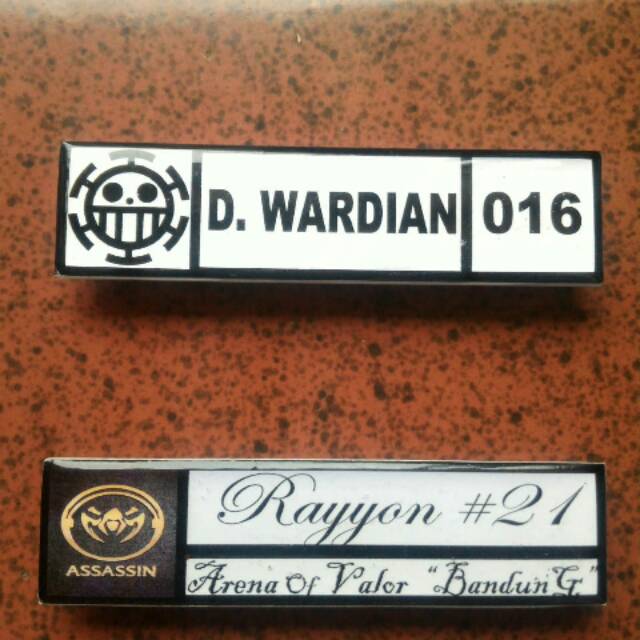 D. WARDIAN 016
Rayyon #21
ASSASSIN
Arena Of Valor "BandunG"